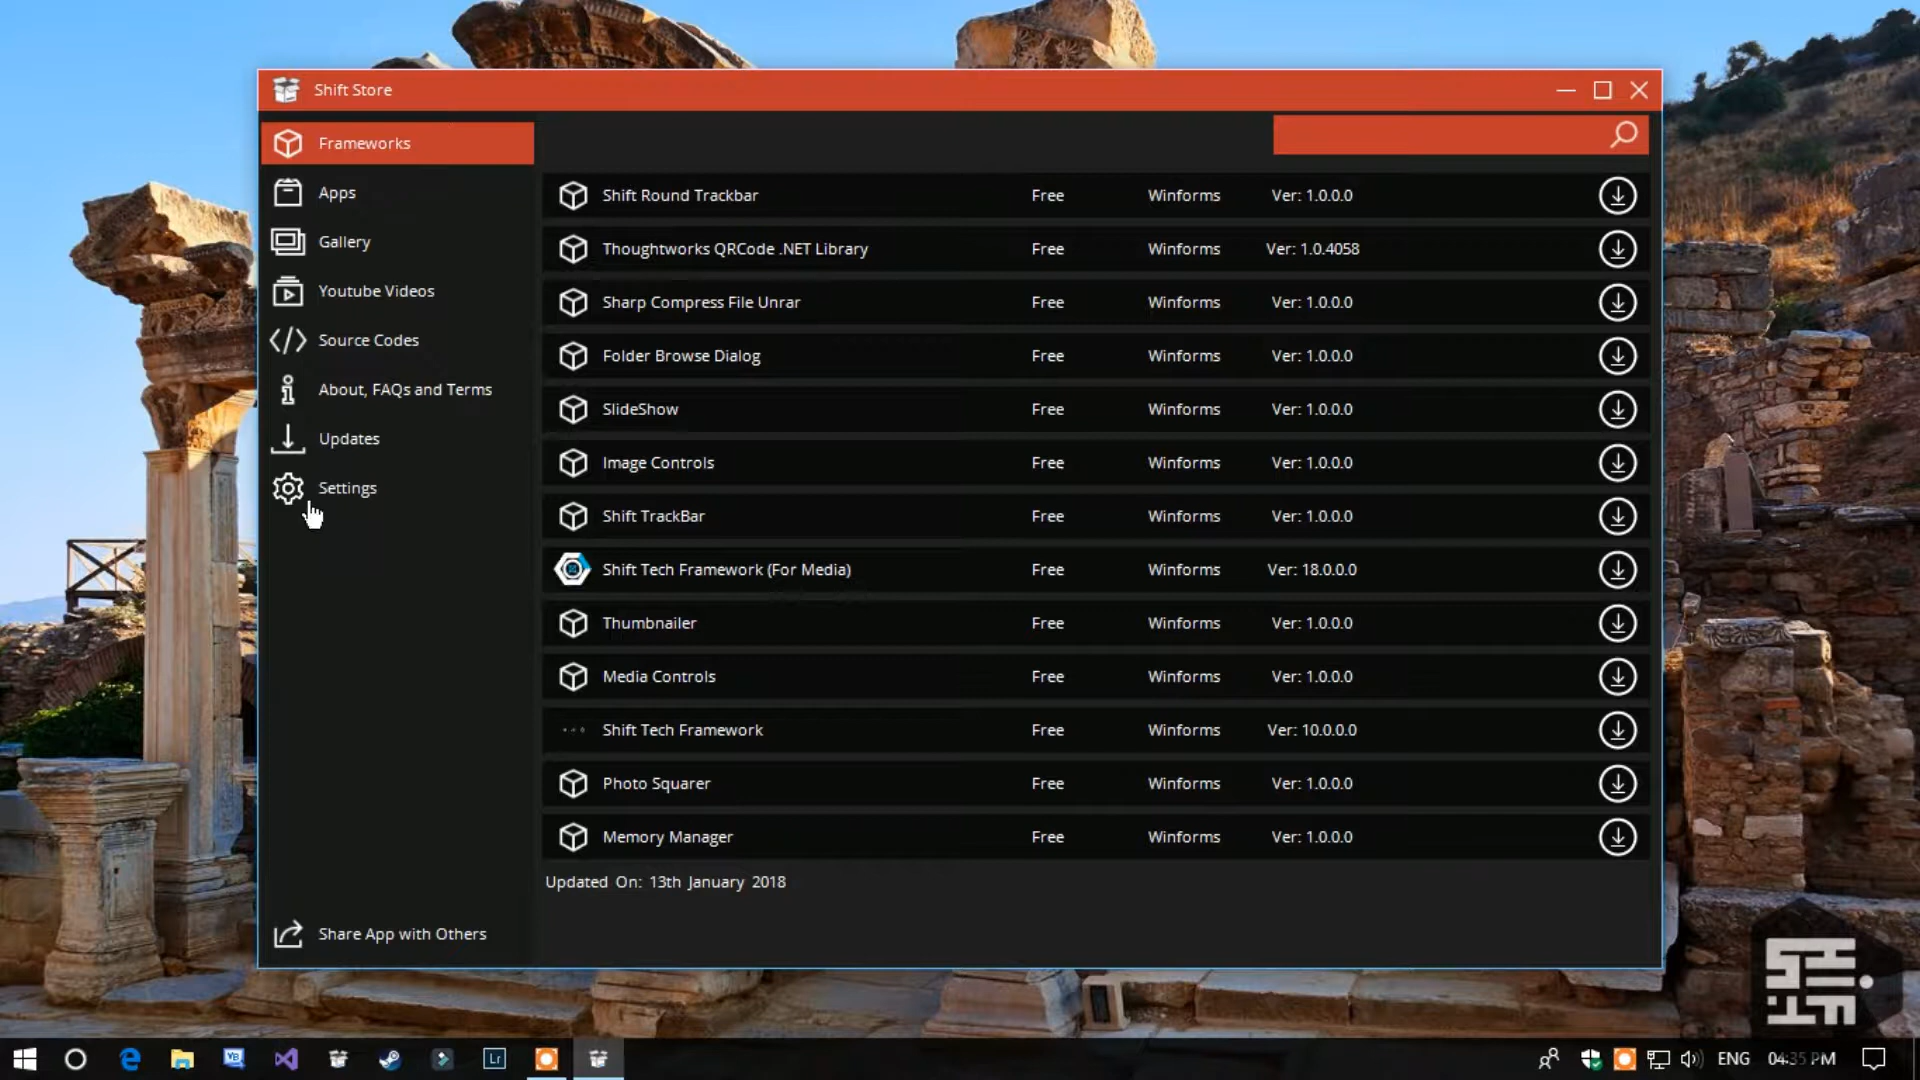 Shift Store
Frameworks
Apps
Gallery
Youtube Videos
Source Codes
About, FAQs and Terms
Updates
Settings
Share App with Others
Shift Round Trackbar Free Winforms Ver: 1.0.0.0
Thoughtworks QRCode .NET Library Free Winforms Ver: 1.0.4058
Sharp Compress File Unrar Free Winforms Ver: 1.0.0.0
Folder Browse Dialog Free Winforms Ver: 1.0.0.0
SlideShow Free Winforms Ver: 1.0.0.0
Image Controls Free Winforms Ver: 1.0.0.0
Shift TrackBar Free Winforms Ver: 1.0.0.0
Shift Tech Framework (For Media) Free Winforms Ver: 18.0.0.0
Thumbnailer Free Winforms Ver: 1.0.0.0
Media Controls Free Winforms Ver: 1.0.0.0
Shift Tech Framework Free Winforms Ver: 10.0.0.0
Photo Squarer Free Winforms Ver: 1.0.0.0
Memory Manager Free Winforms Ver: 1.0.0.0
Updated On: 13th January 2018
VB
Lr
ENG 04:35 PM